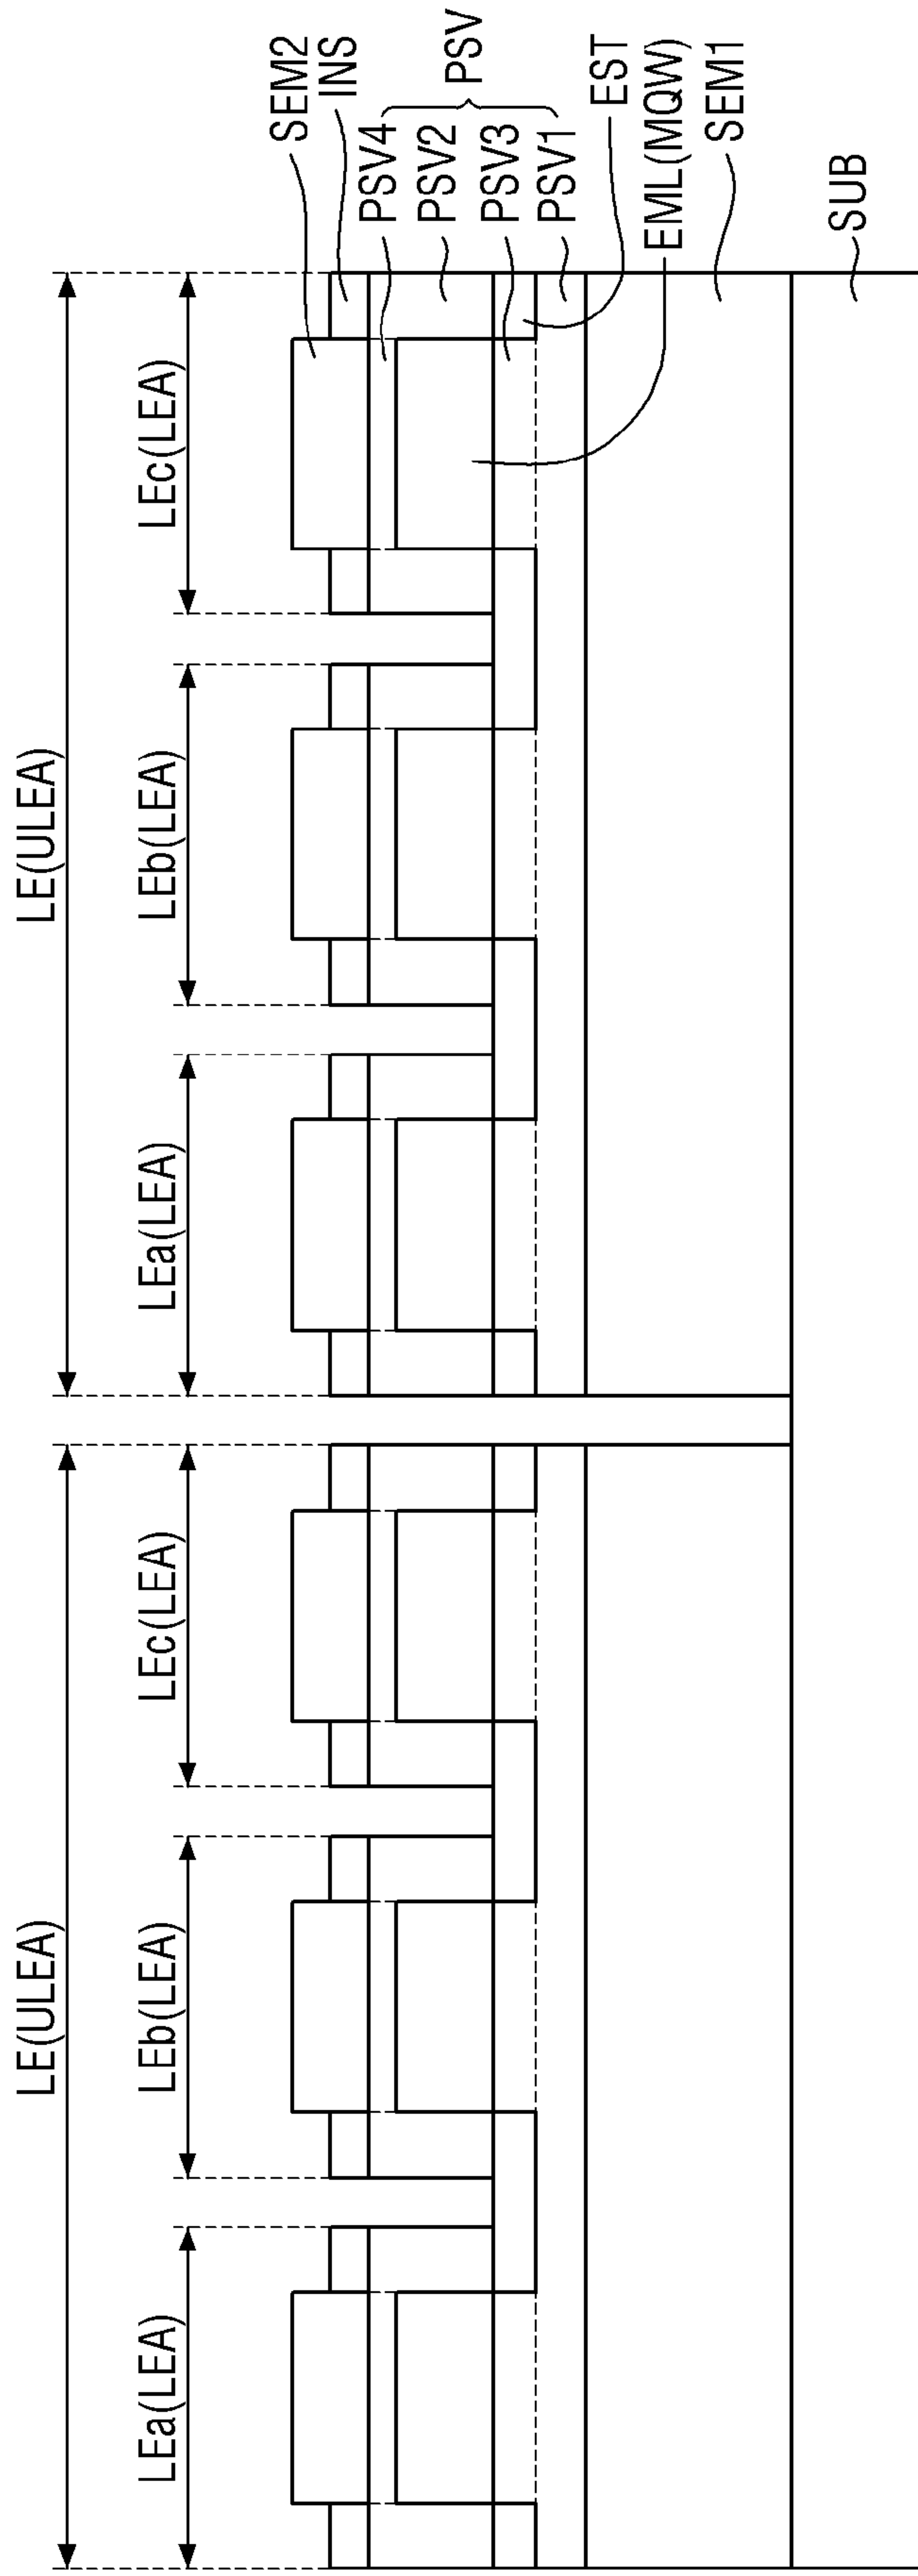 LE(ULEA)
LE(ULEA)
LEa(LEA)
LEb(LEA)
LEc(LEA)
LEa(LEA)
LEb(LEA)
LEc(LEA)
SEM2
INS
PSV4
PSV2
PSV3
PSV1
PSV
EST
EML(MQW)
SEM1
SUB